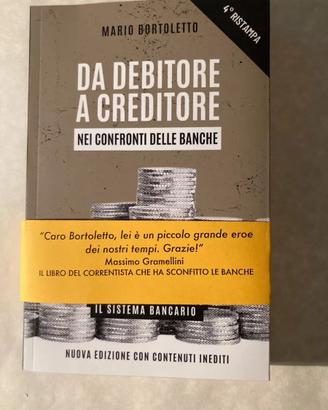 MARIO BORTOLETTO
4° RISTAMPA
DA DEBITORE
A CREDITORE
NEI CONFRONTI DELLE BANCHE
“Caro Bortoletto, lei è un piccolo grande eroe
dei nostri tempi. Grazie!”
Massimo Gramellini
IL LIBRO DEL CORRENTISTA CHE HA SCONFITTO LE BANCHE
IL SISTEMA BANCARIO
NUOVA EDIZIONE CON CONTENUTI INEDITI